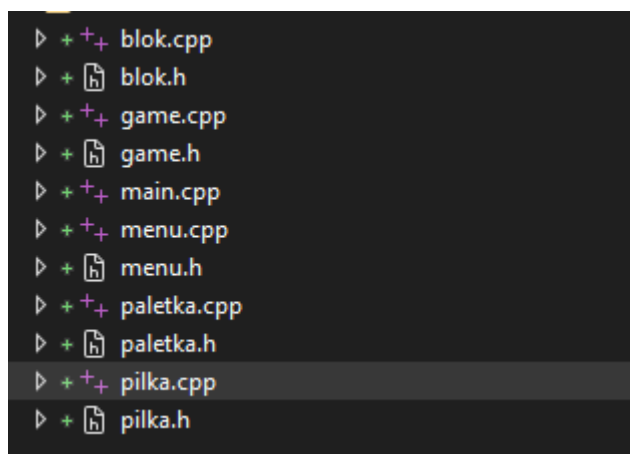 blok.cpp
blok.h
game.cpp
game.h
main.cpp
menu.cpp
menu.h
paletka.cpp
paletka.h
pilka.cpp
pilka.h